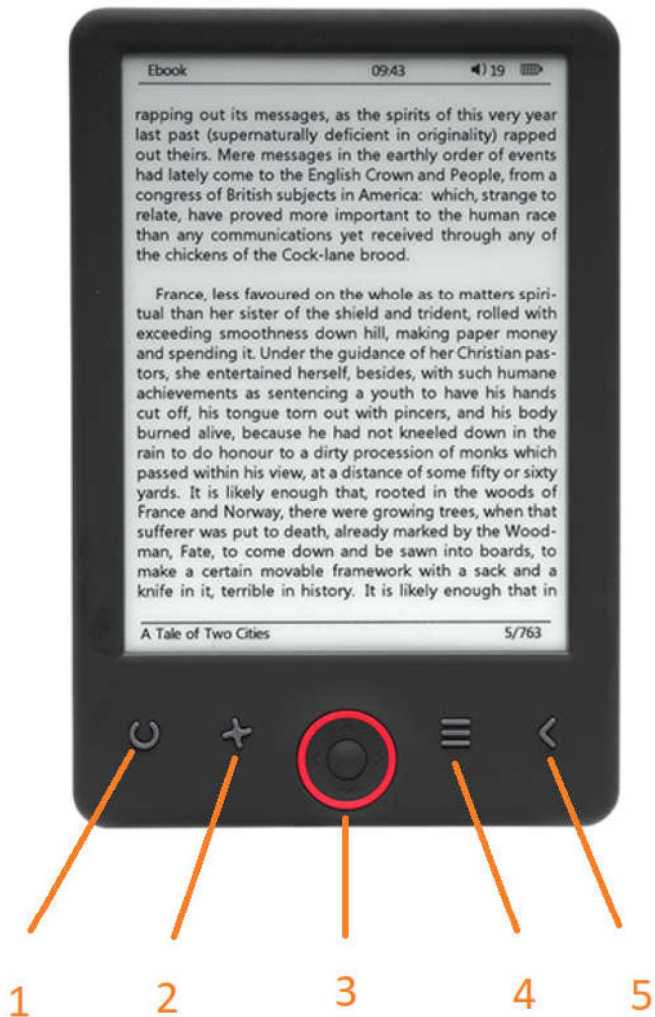 Ebook 09:43 19
rapping out its messages, as the spirits of this very year
last past (supernaturally deficient in originality) rapped
out theirs. Mere messages in the earthly order of events
had lately come to the English Crown and People, from a
congress of British subjects in America: which, strange to
relate, have proved more important to the human race
than any communications yet received through any of
the chickens of the Cock-lane brood.
France, less favoured on the whole as to matters spiri-
tual than her sister of the shield and trident, rolled with
exceeding smoothness down hill, making paper money
and spending it. Under the guidance of her Christian pas-
tors, she entertained herself, besides, with such humane
achievements as sentencing a youth to have his hands
cut off, his tongue torn out with pincers, and his body
burned alive, because he had not kneeled down in the
rain to do honour to a dirty procession of monks which
passed within his view, at a distance of some fifty or sixty
yards. It is likely enough that, rooted in the woods of
France and Norway, there were growing trees, when that
sufferer was put to death, already marked by the Wood-
man, Fate, to come down and be sawn into boards, to
make a certain movable framework with a sack and a
knife in it, terrible in history. It is likely enough that in
A Tale of Two Cities 5/763
1 2 3 4 5